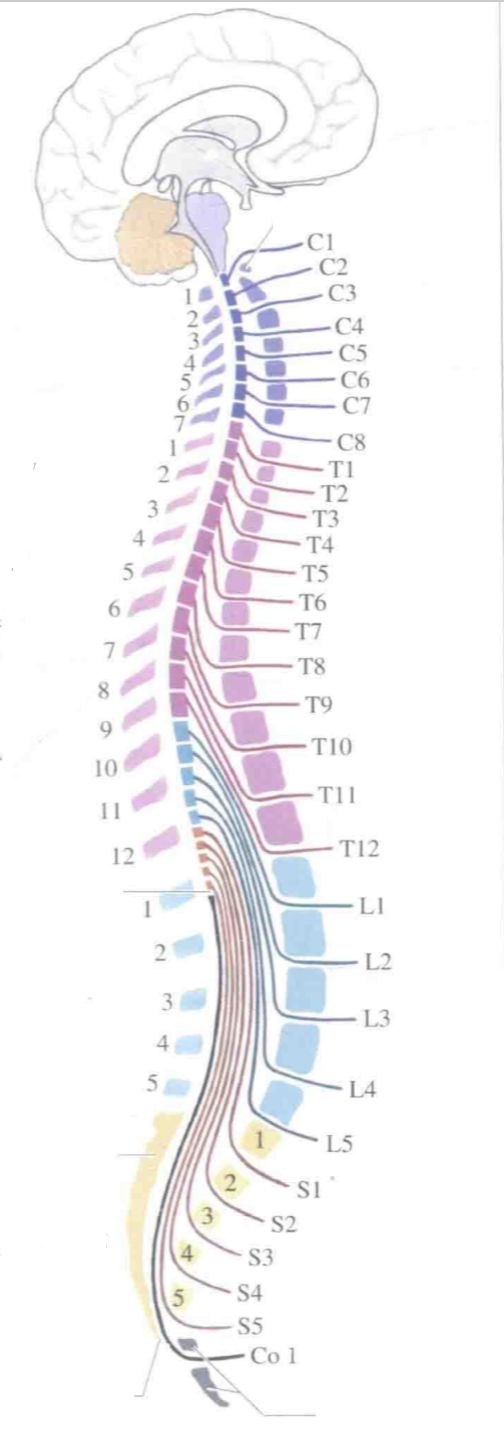 C1
C2
1 C3
2
3 C4
4 C5
5 C6
6 C7
7
1 C8
2 T1
T2
3 T3
4 T4
5 T5
6 T6
7 T7
8 T8
9 T9
10 T10
11 T11
12 T12
1 L1
2 L2
3 L3
4 L4
5
1 L5
2 S1
3 S2
4 S3
5 S4
S5
Co 1